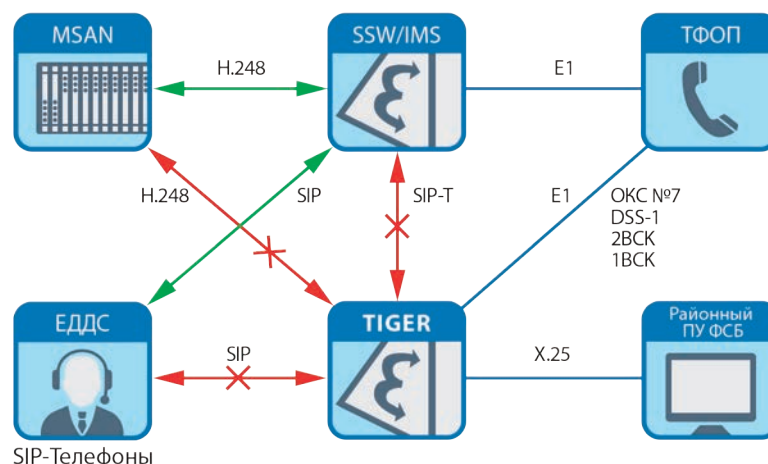 MSAN
SSW/IMS
ТФОП
H.248
E1
H.248
SIP
SIP-T
E1
ОКС №7
DSS-1
2ВСК
1ВСК
ЕДДС
TIGER
Районный
ПУ ФСБ
SIP
X.25
SIP-Телефоны